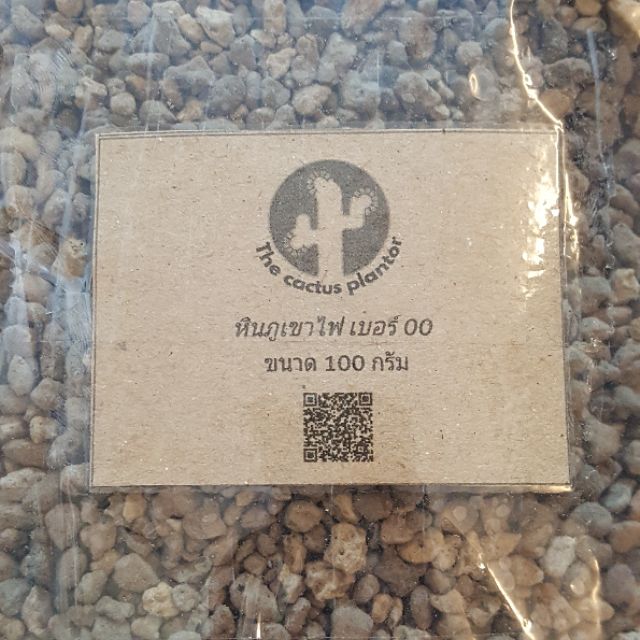 The cactus plantor
หินภูเขาไฟ เบอร์ 00
ขนาด 100 กรัม